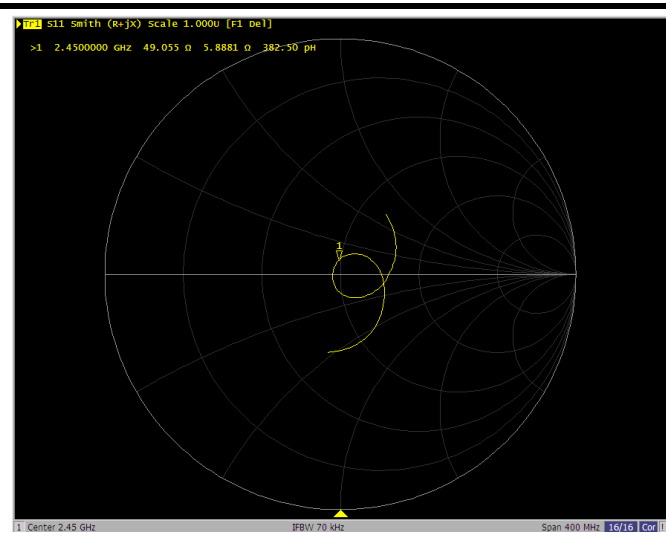 Tr1 S11 Smith (R+jX) Scale 1.000U [F1 Del]
>1 2.4500000 GHz 49.055 Ω 5.8881 Ω 382.50 pH
1
1 Center 2.45 GHz IFBW 70 kHz Span 400 MHz 16/16 Cor !